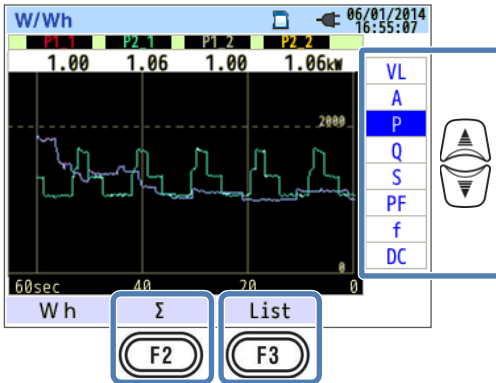 W/Wh
06/01/2014
16:55:07
P1_1 P2_1 P1_2 P2_2
1.00 1.06 1.00 1.06kW
2000
0
60sec 40 20 0
Wh Σ List
VL
A
P
Q
S
PF
f
DC
F2 F3